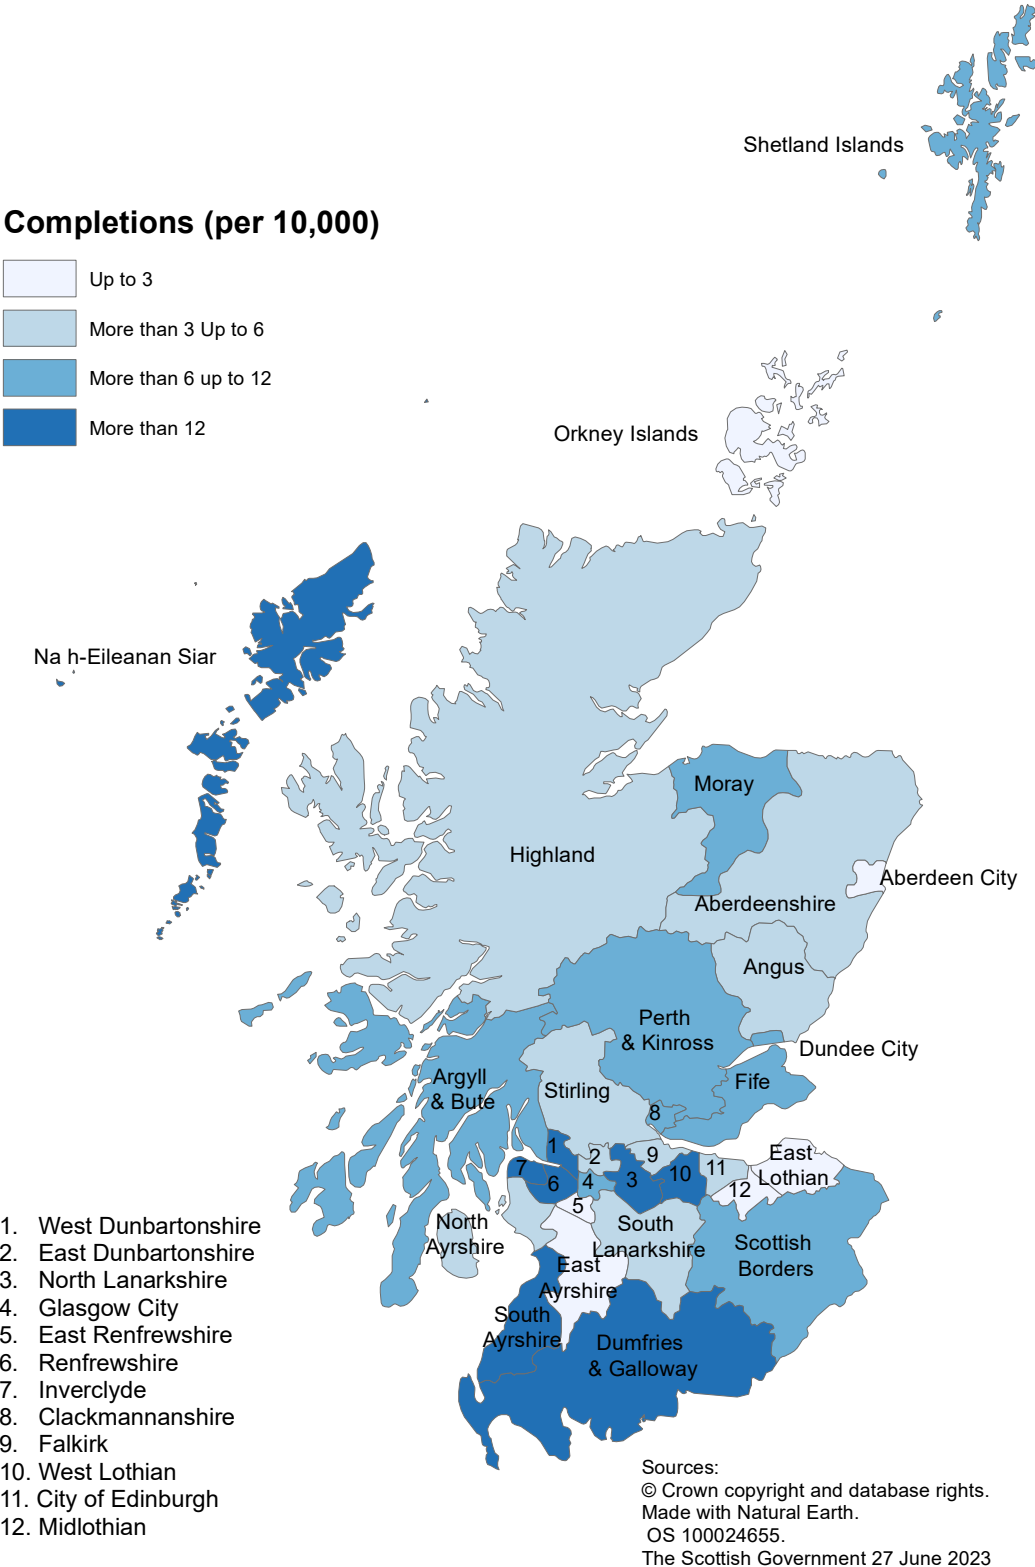 Shetland Islands
Completions (per 10,000)
Up to 3
More than 3 Up to 6
More than 6 up to 12
More than 12
Orkney Islands
Na h-Eileanan Siar
Moray
Highland
Aberdeen City
Aberdeenshire
Angus
Perth
& Kinross
Dundee City
Argyll
& Bute
Stirling
Fife
8
1
2
9
10
11
East
Lothian
7
6
4
3
12
5
North
Ayrshire
South
Lanarkshire
Scottish
Borders
East
Ayrshire
South
Ayrshire
Dumfries
& Galloway
1. West Dunbartonshire
2. East Dunbartonshire
3. North Lanarkshire
4. Glasgow City
5. East Renfrewshire
6. Renfrewshire
7. Inverclyde
8. Clackmannanshire
9. Falkirk
10. West Lothian
11. City of Edinburgh
12. Midlothian
Sources:
© Crown copyright and database rights.
Made with Natural Earth.
OS 100024655.
The Scottish Government 27 June 2023